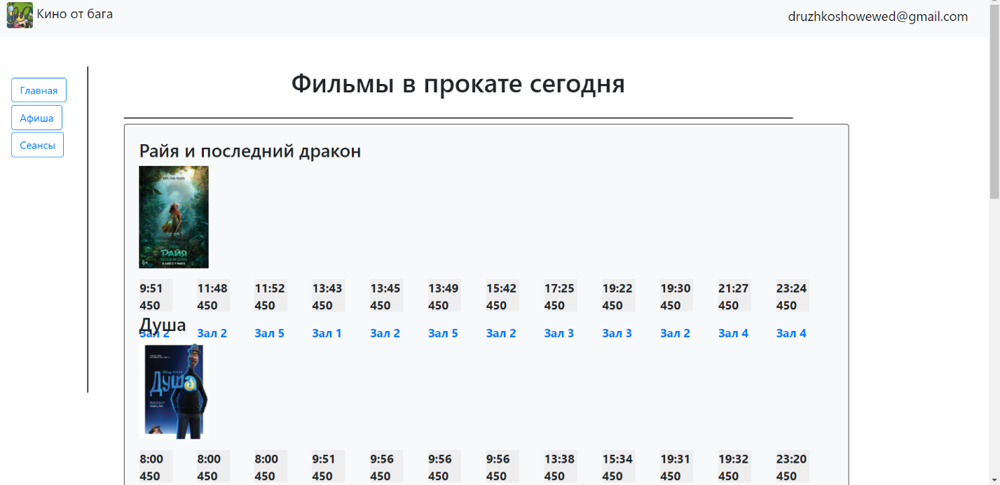 Кино от бага
druzhkoshowewed@gmail.com
Главная
Афиша
Сеансы
Фильмы в прокате сегодня
Райя и последний дракон
РАЙЯ
9:51 11:48 11:52 13:43 13:45 13:49 15:42 17:25 19:22 19:30 21:27 23:24
450 450 450 450 450 450 450 450 450 450 450 450
Душа
Зал 2 Зал 2 Зал 5 Зал 1 Зал 2 Зал 5 Зал 2 Зал 3 Зал 3 Зал 2 Зал 4 Зал 4
Душа
8:00 8:00 8:00 9:51 9:56 9:56 9:56 13:38 15:34 19:31 19:32 23:20
450 450 450 450 450 450 450 450 450 450 450 450